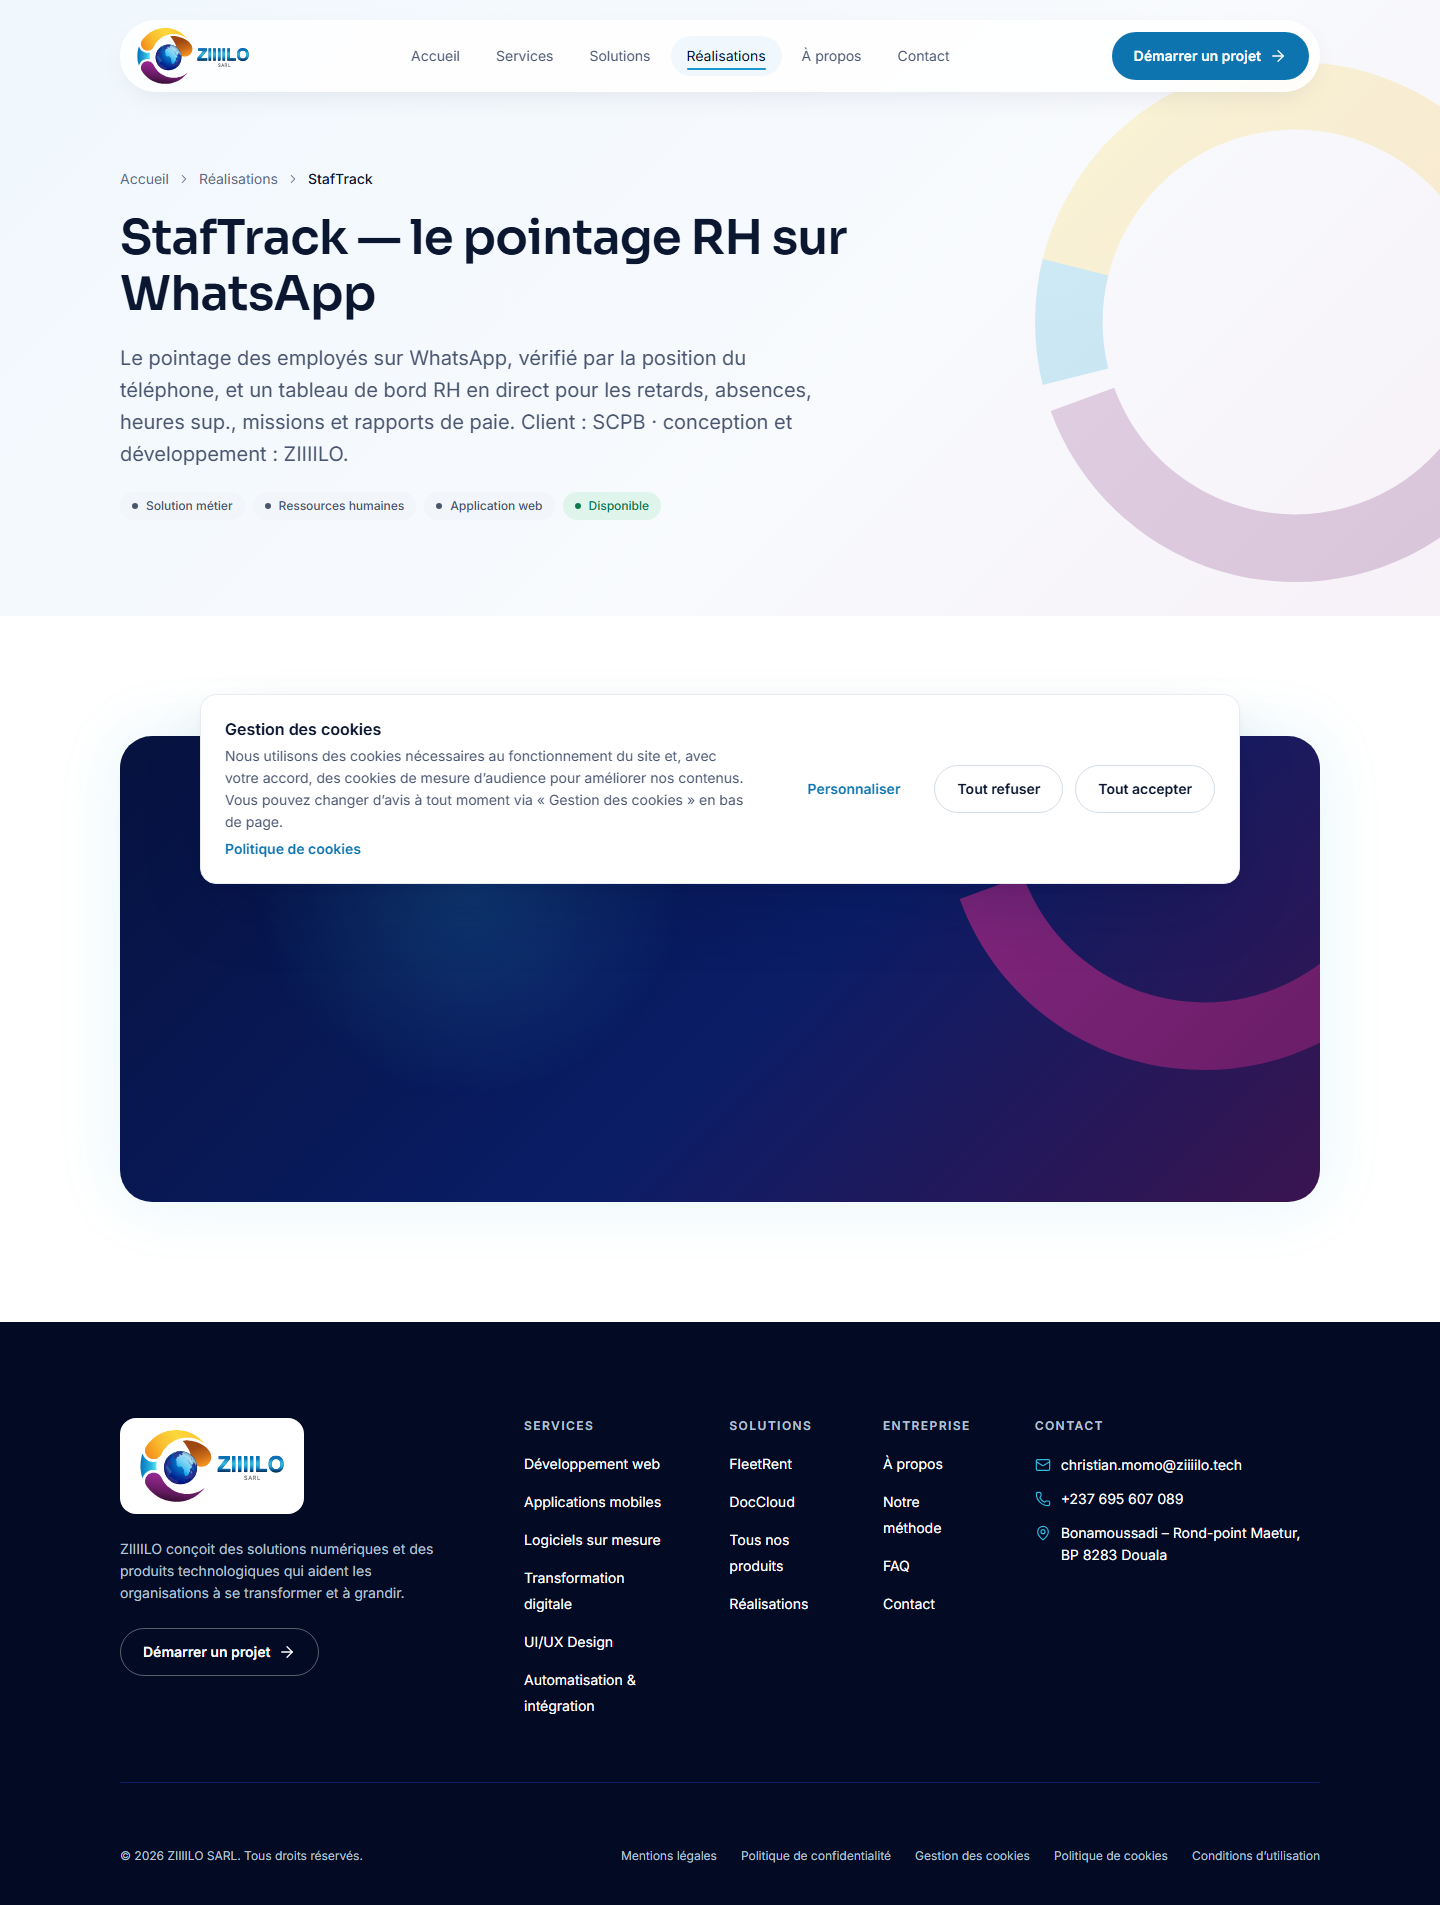 ZIIIILO
SARL
Accueil
Services
Solutions
Réalisations
À propos
Contact
Démarrer un projet
Accueil > Réalisations > StafTrack
StafTrack — le pointage RH sur
WhatsApp
Le pointage des employés sur WhatsApp, vérifié par la position du
téléphone, et un tableau de bord RH en direct pour les retards, absences,
heures sup., missions et rapports de paie. Client : SCPB · conception et
développement : ZIIIILO.
Solution métier
Ressources humaines
Application web
Disponible
Gestion des cookies
Nous utilisons des cookies nécessaires au fonctionnement du site et, avec
votre accord, des cookies de mesure d’audience pour améliorer nos contenus.
Vous pouvez changer d’avis à tout moment via « Gestion des cookies » en bas
de page.
Politique de cookies
Personnaliser
Tout refuser
Tout accepter
ZIIIILO
SARL
ZIIIILO conçoit des solutions numériques et des
produits technologiques qui aident les
organisations à se transformer et à grandir.
Démarrer un projet
SERVICES
Développement web
Applications mobiles
Logiciels sur mesure
Transformation
digitale
UI/UX Design
Automatisation &
intégration
SOLUTIONS
FleetRent
DocCloud
Tous nos
produits
Réalisations
ENTREPRISE
À propos
Notre
méthode
FAQ
Contact
CONTACT
christian.momo@ziiiilo.tech
+237 695 607 089
Bonamoussadi – Rond-point Maetur,
BP 8283 Douala
© 2026 ZIIIILO SARL. Tous droits réservés.
Mentions légales
Politique de confidentialité
Gestion des cookies
Politique de cookies
Conditions d’utilisation